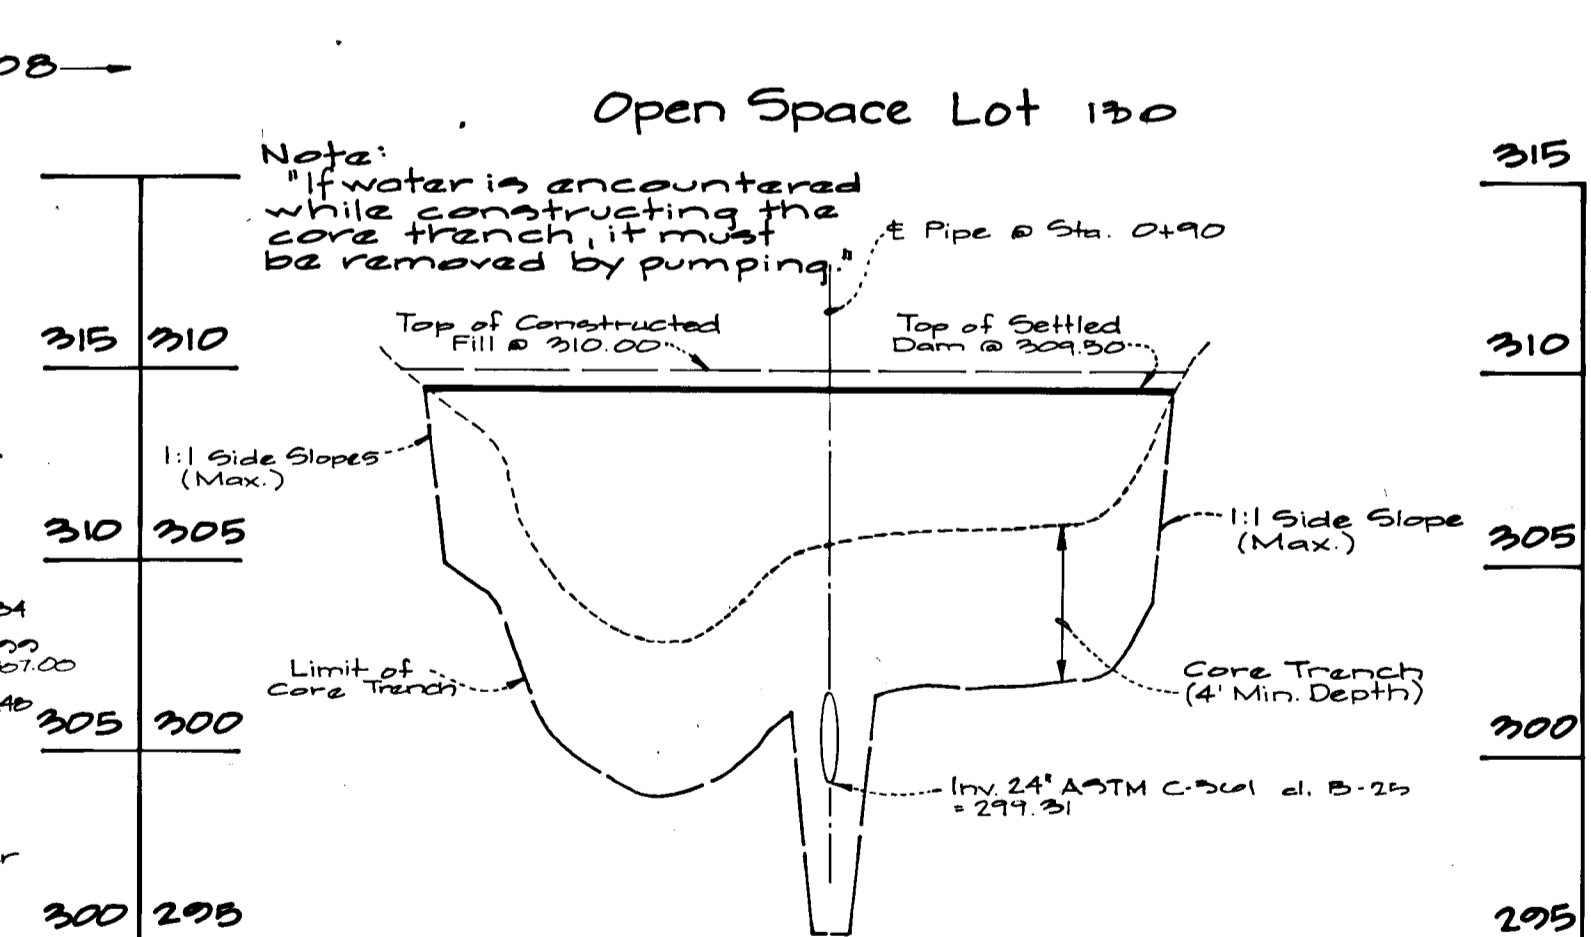 08
Open Space Lot 130
Note:
"If water is encountered
while constructing the
core trench, it must
be removed by pumping."
℄ Pipe @ Sta. 0+90
Top of Constructed
Fill @ 310.00
Top of Settled
Dam @ 309.50
315
315 310
310
1:1 Side Slopes
(Max.)
1:1 Side Slope
(Max.)
310 305
305
34
67.00
Limit of
Core Trench
Core Trench
(4' Min. Depth)
48
305 300
300
Inv. 24" ASTM C-361 cl. B-25
= 299.31
r
300 295
295